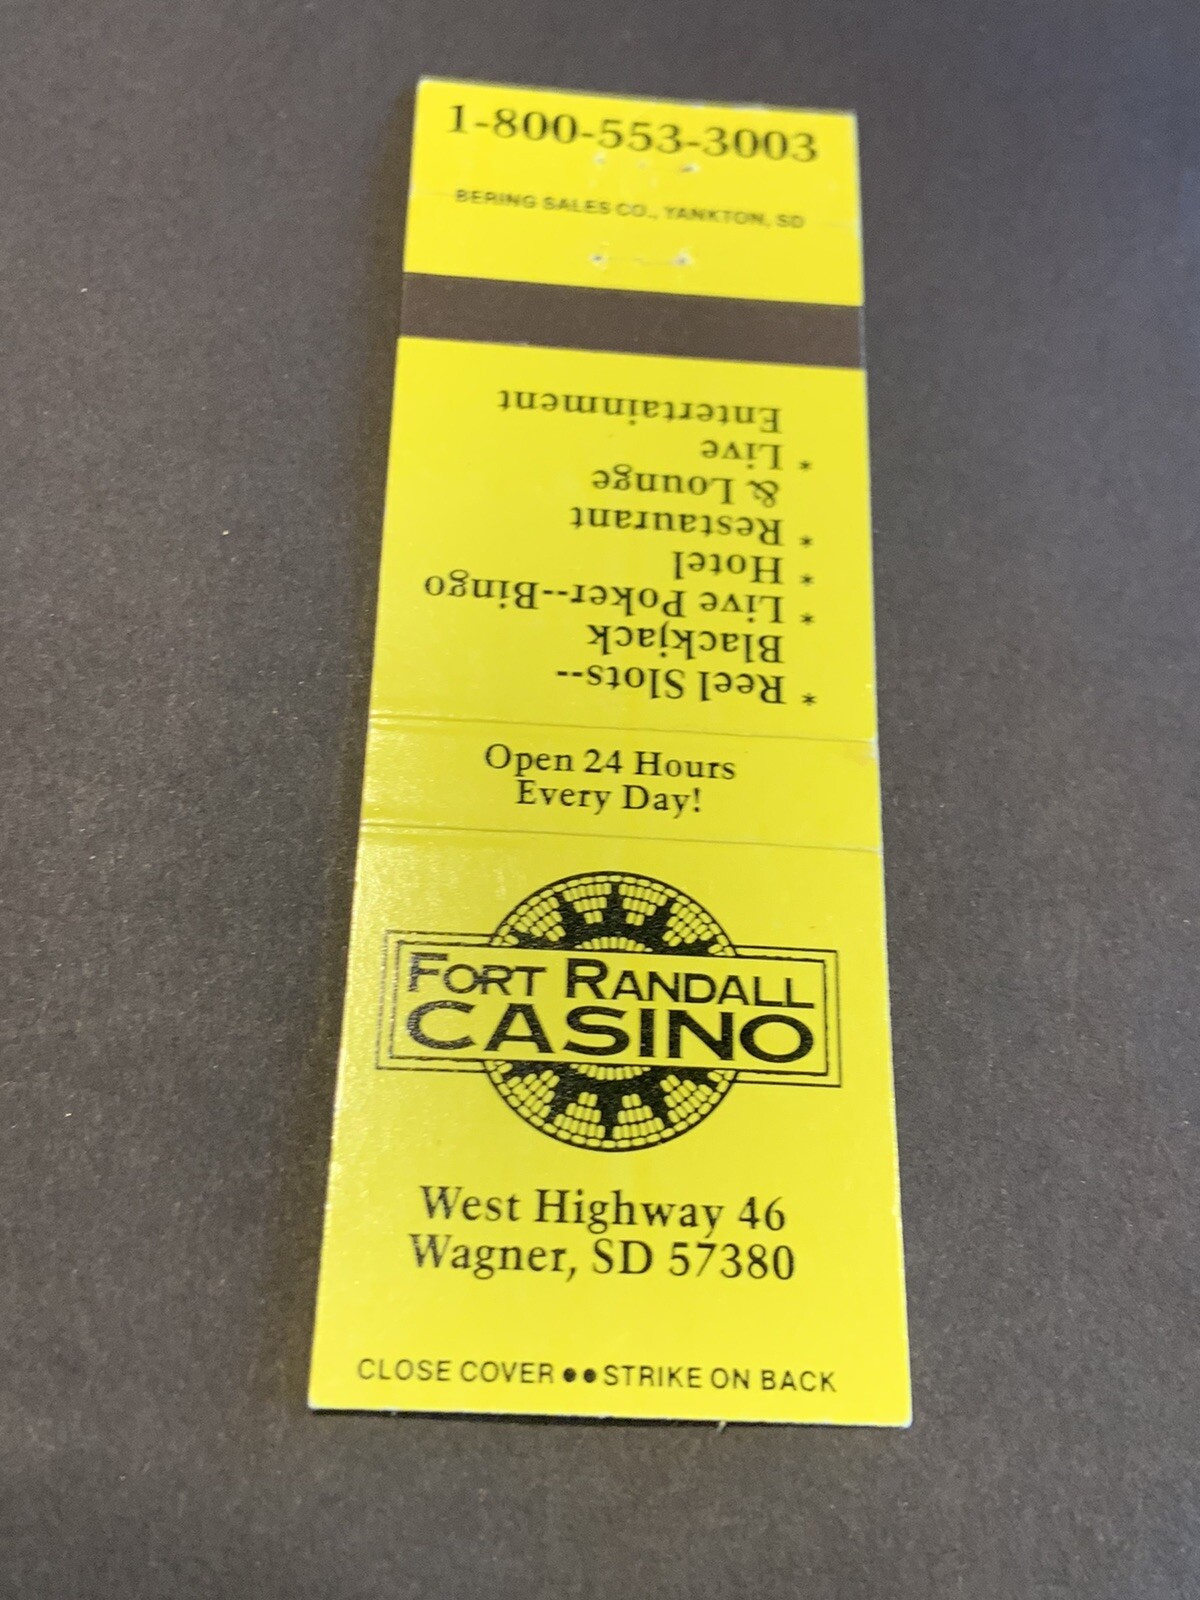 1-800-553-3003
BERING SALES CO., YANKTON, SD
* Reel Slots--
Blackjack
* Live Poker--Bingo
* Hotel
* Restaurant
& Lounge
* Live
Entertainment
Open 24 Hours
Every Day!
FORT RANDALL
CASINO
West Highway 46
Wagner, SD 57380
CLOSE COVER ●● STRIKE ON BACK